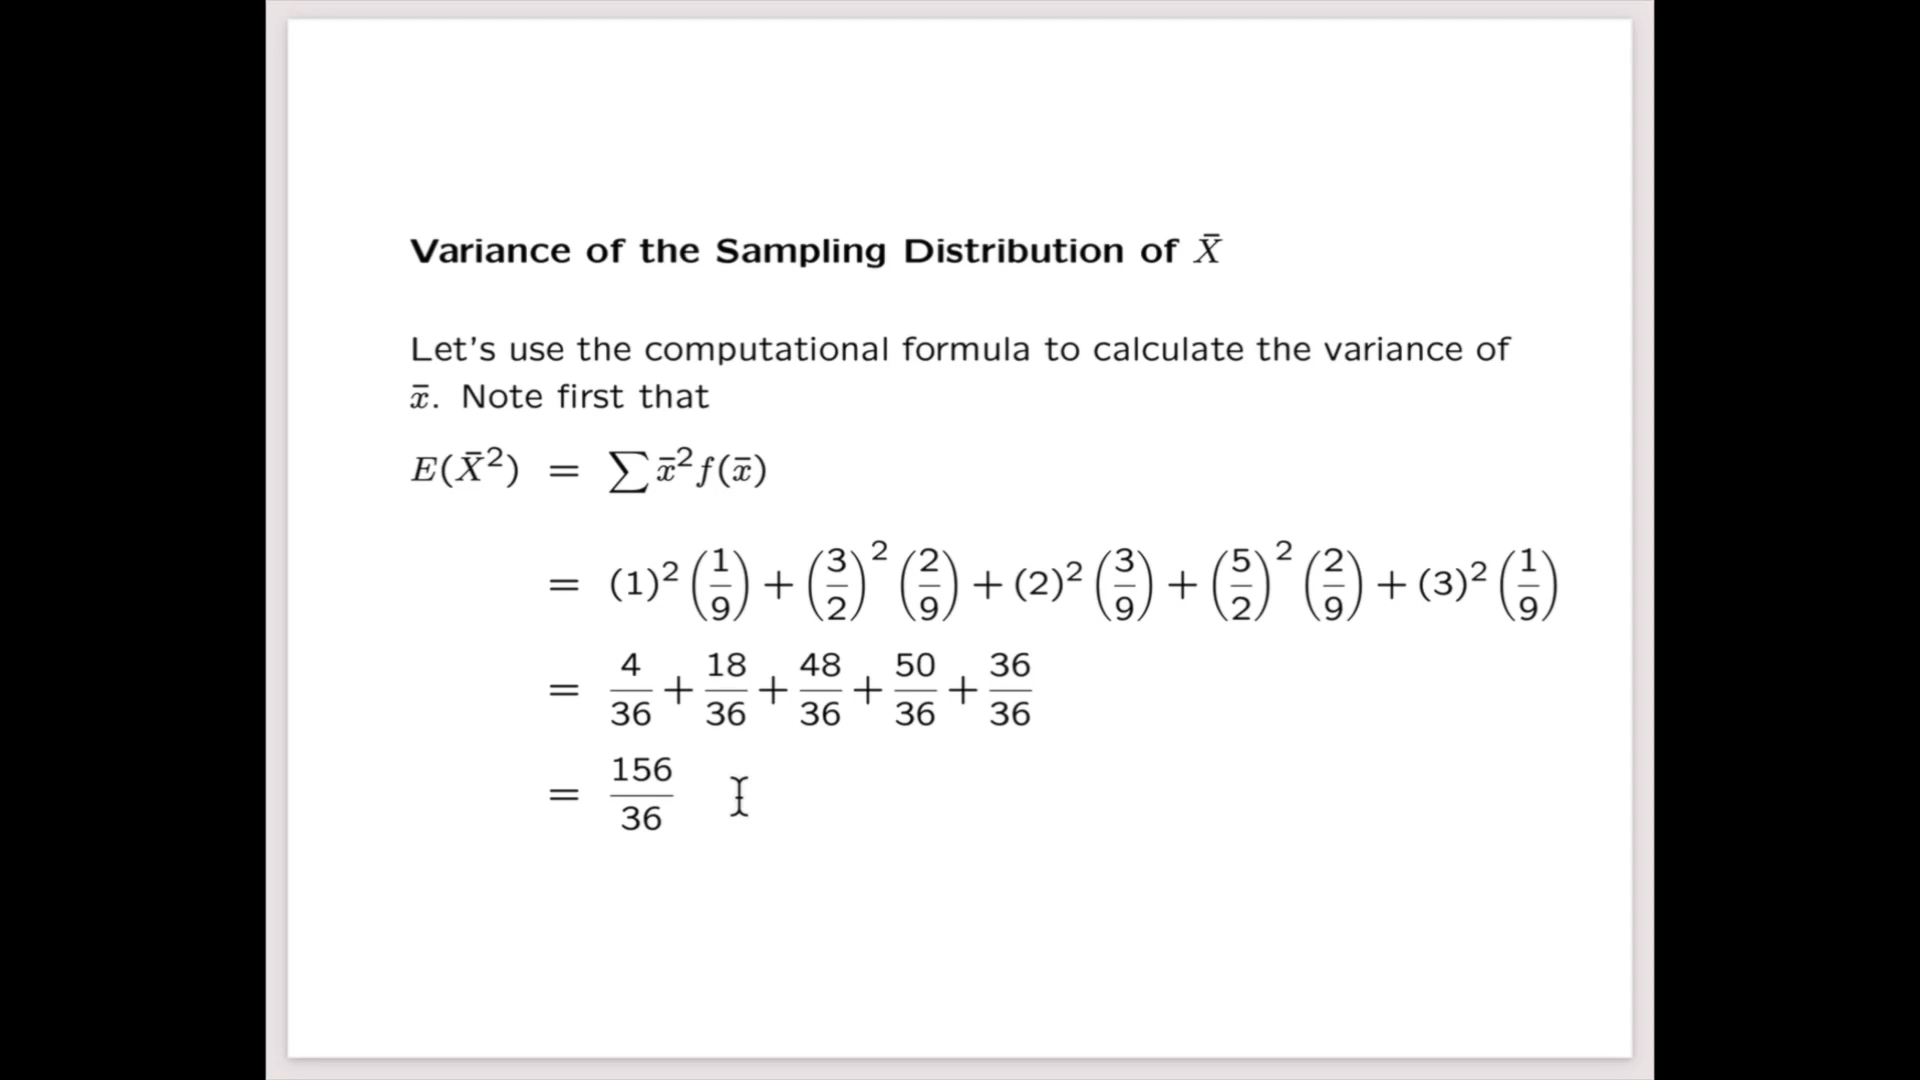 Variance of the Sampling Distribution of X̄
Let's use the computational formula to calculate the variance of
x̄. Note first that
E(X̄²) = ∑ x̄² f(x̄)
= (1)² (1/9) + (3/2)² (2/9) + (2)² (3/9) + (5/2)² (2/9) + (3)² (1/9)
= 4/36 + 18/36 + 48/36 + 50/36 + 36/36
= 156/36